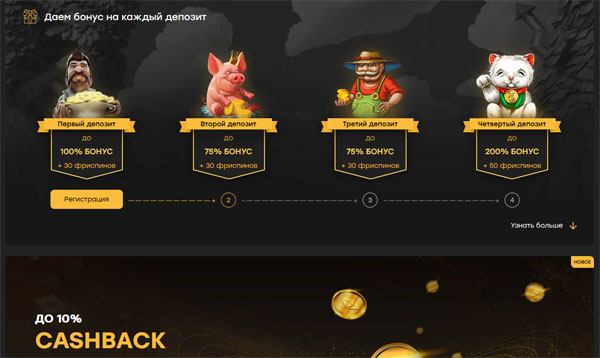 Даем бонус на каждый депозит
Первый депозит
до
100% БОНУС
+ 30 фриспинов
Второй депозит
до
75% БОНУС
+ 30 фриспинов
Третий депозит
до
75% БОНУС
+ 30 фриспинов
Четвертый депозит
до
200% БОНУС
+ 50 фриспинов
Регистрация
2
3
4
Узнать больше
НОВОЕ
ДО 10%
CASHBACK